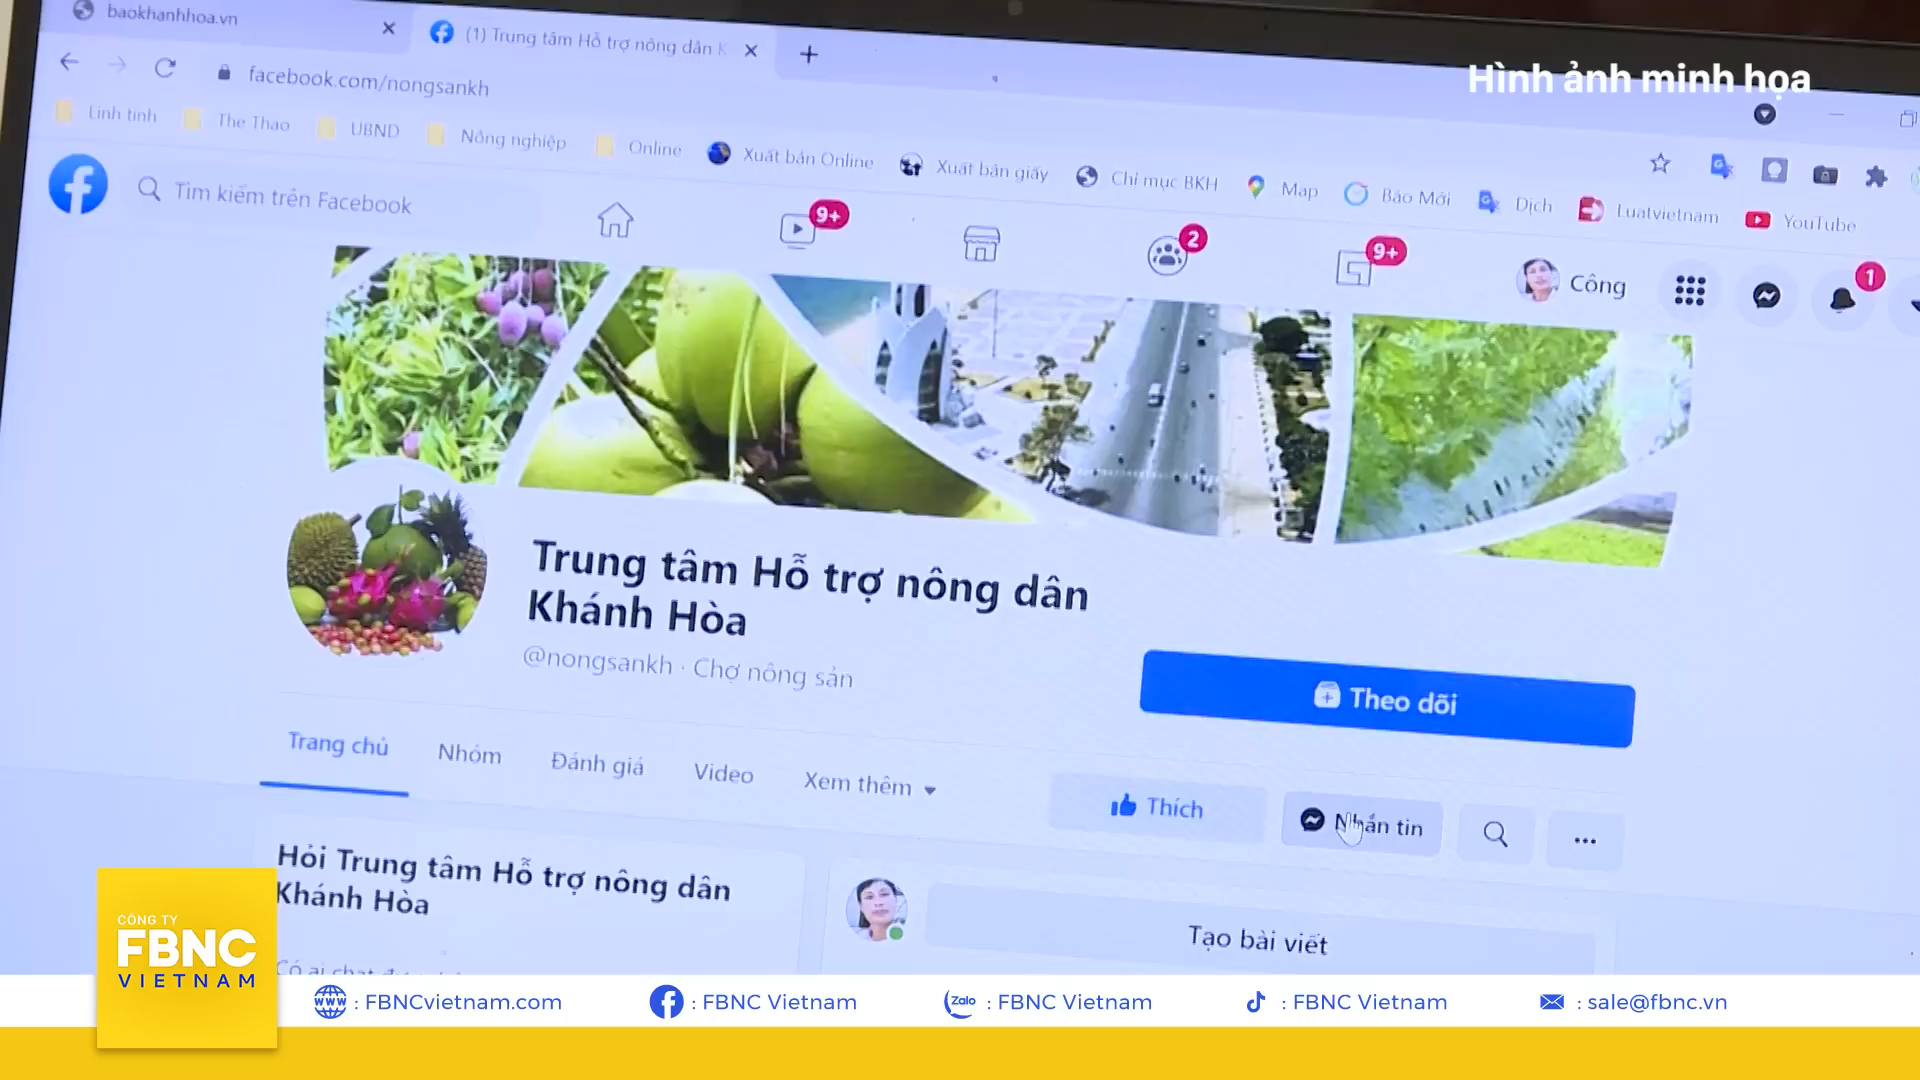 baokhanhhoa.vn
(1) Trung tâm Hỗ trợ nông dân K
Hình ảnh minh họa
facebook.com/nongsankh
Linh tinh
The Thao
UBND
Nông nghiệp
Online
Xuất bản Online
Xuất bản giấy
Chỉ mục BKH
Map
Báo Mới
Dịch
Luatvietnam
YouTube
Tìm kiếm trên Facebook
9+
2
9+
Công
1
Trung tâm Hỗ trợ nông dân
Khánh Hòa
@nongsankh · Chợ nông sản
Theo dõi
Trang chủ
Nhóm
Đánh giá
Video
Xem thêm
Thích
Nhắn tin
Hỏi Trung tâm Hỗ trợ nông dân
Khánh Hòa
Tạo bài viết
CÔNG TY
FBNC
VIETNAM
www : FBNCvietnam.com
: FBNC Vietnam
Zalo : FBNC Vietnam
: FBNC Vietnam
: sale@fbnc.vn